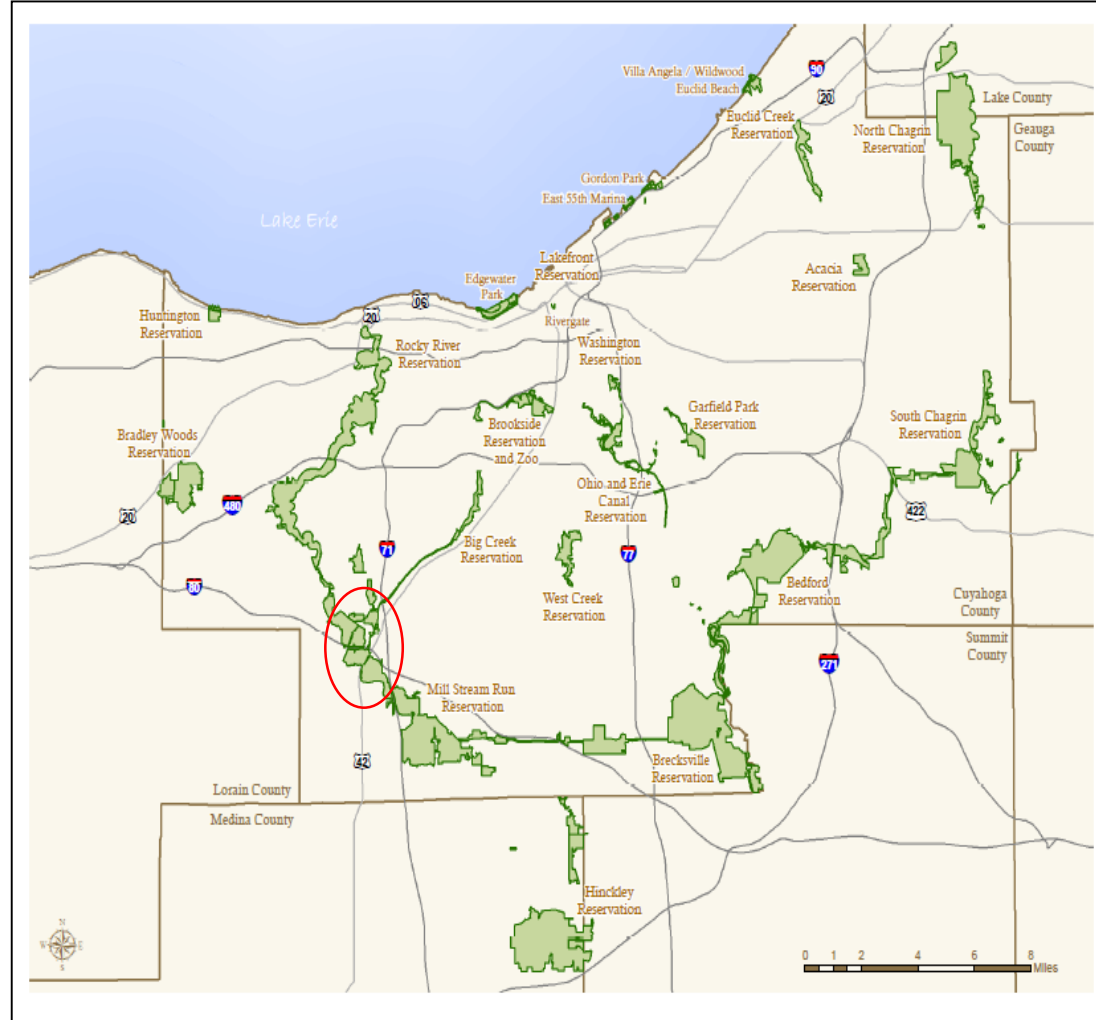 Villa Angela / Wildwood
Euclid Beach
90
20
Lake County
Euclid Creek
Reservation
North Chagrin
Reservation
Geauga
County
Gordon Park
East 55th Marina
Lake Erie
Lakefront
Reservation
Acacia
Reservation
Edgewater
Park
06
20
Huntington
Reservation
Rivergate
Rocky River
Reservation
Washington
Reservation
Garfield Park
Reservation
South Chagrin
Reservation
Bradley Woods
Reservation
Brookside
Reservation
and Zoo
Ohio and Erie
Canal
Reservation
480
20
422
Big Creek
Reservation
71
77
80
West Creek
Reservation
Bedford
Reservation
Cuyahoga
County
Summit
County
271
Mill Stream Run
Reservation
42
Brecksville
Reservation
Lorain County
Medina County
Hinckley
Reservation
N
W E
S
0 1 2 4 6 8
Miles